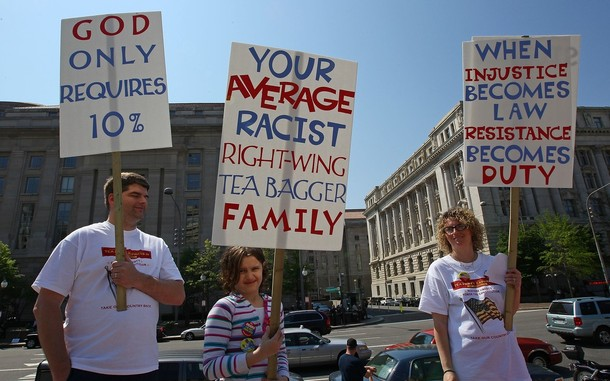 GOD
ONLY
REQUIRES
10%
YOUR
AVERAGE
RACIST
RIGHT-WING
TEA BAGGER
FAMILY
WHEN
INJUSTICE
BECOMES
LAW
RESISTANCE
BECOMES
DUTY